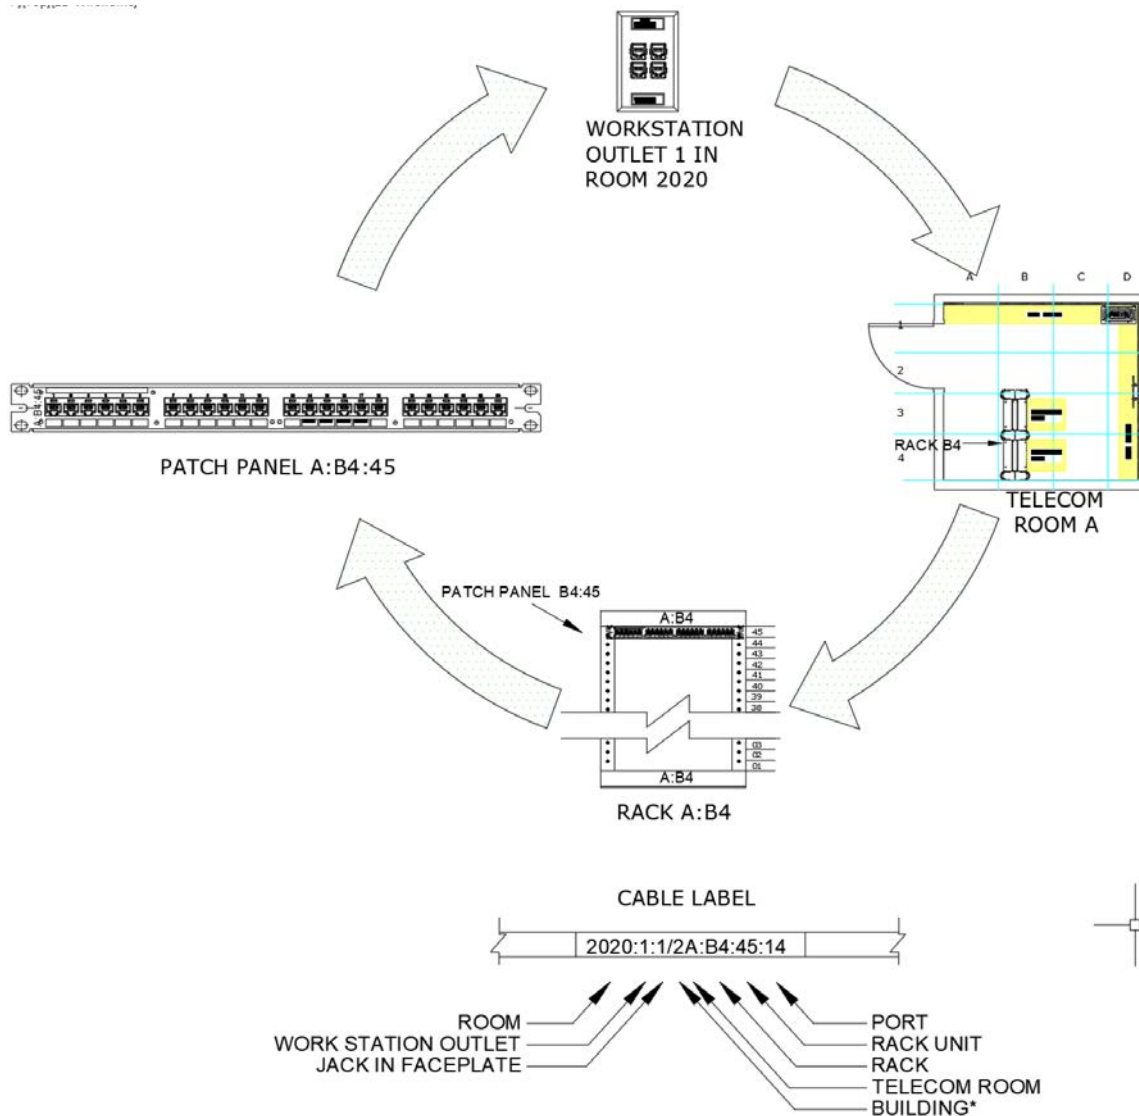 WORKSTATION
OUTLET 1 IN
ROOM 2020
A B C D
1
2
3
4
RACK B4
TELECOM
ROOM A
A:B4:45
PATCH PANEL A:B4:45
PATCH PANEL B4:45
A:B4
45
44
43
42
41
40
39
38
03
02
01
A:B4
RACK A:B4
CABLE LABEL
2020:1:1/2A:B4:45:14
ROOM
WORK STATION OUTLET
JACK IN FACEPLATE
PORT
RACK UNIT
RACK
TELECOM ROOM
BUILDING*